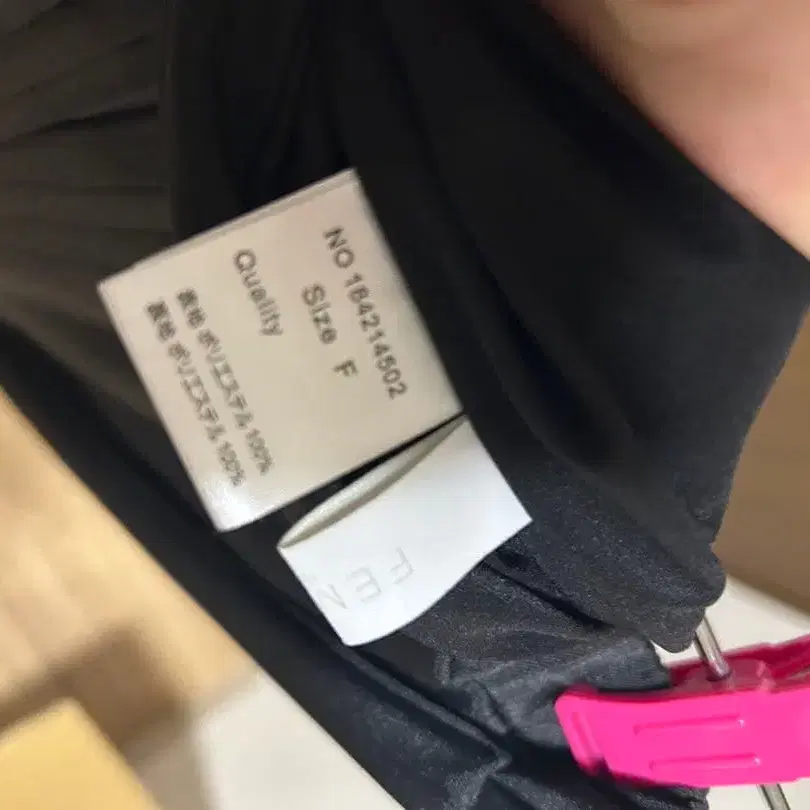 NO 184214502
Size F
Quality
表地 ポリエステル 100%
裏地 ポリエステル 100%